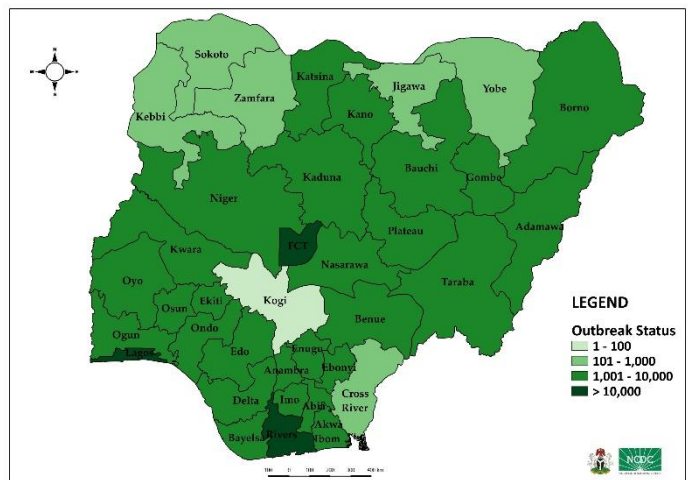 Sokoto
Katsina
Jigawa
Yobe
Zamfara
Kebbi
Kano
Borno
Bauchi
Gombe
Kaduna
Niger
Adamawa
Plateau
FCT
Kwara
Nasarawa
Taraba
Oyo
Kogi
Ekiti
Osun
Benue
Ogun
Ondo
Lagos
Edo
Enugu
Anambra
Ebonyi
Cross
River
Delta
Imo
Abia
Akwa
Ibom
Rivers
Bayelsa
LEGEND
Outbreak Status
1 - 100
101 - 1,000
1,001 - 10,000
> 10,000
NCDC